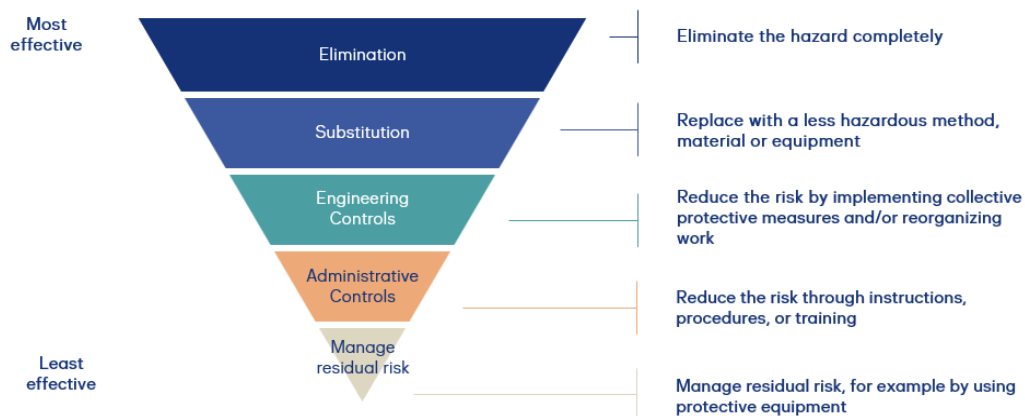 Most
effective
Elimination
Eliminate the hazard completely
Substitution
Replace with a less hazardous method,
material or equipment
Engineering
Controls
Reduce the risk by implementing collective
protective measures and/or reorganizing
work
Administrative
Controls
Reduce the risk through instructions,
procedures, or training
Least
effective
Manage
residual risk
Manage residual risk, for example by using
protective equipment